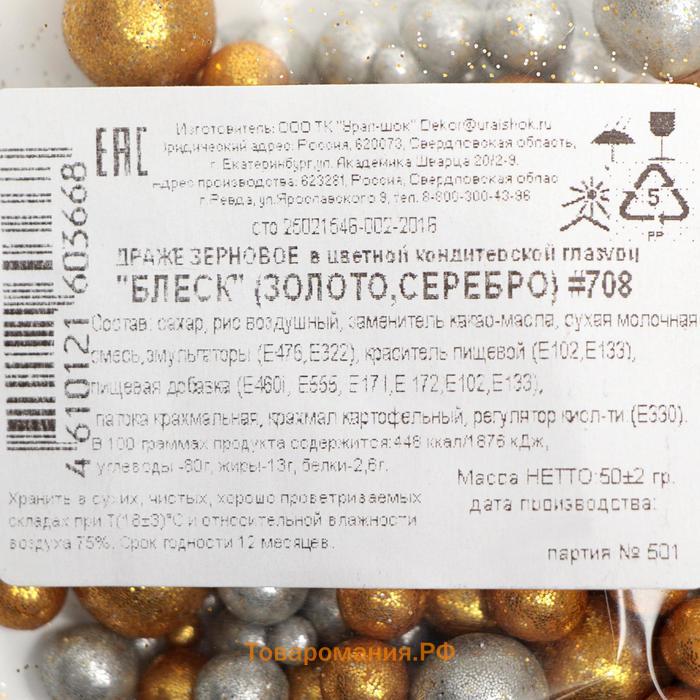 EAC
Изготовитель: ООО ТК "Урал-шок" Dekor@uralshok.ru
Юридический адрес: Россия, 620073, Свердловская область,
г. Екатеринбург, ул. Академика Шварца 20/2-9.
Адрес производства: 623281, Россия, Свердловская облас
г. Ревда, ул. Ярославского 9, тел. 8-800-300-43-96
сто 25021546-002-2016
5
PP
ДРАЖЕ ЗЕРНОВОЕ в цветной кондитерской глазури
"БЛЕСК" (ЗОЛОТО,СЕРЕБРО) #708
Состав: сахар, рис воздушный, заменитель какао-масла, сухая молочная
смесь,эмульгаторы (Е476,Е322), краситель пищевой (Е102,Е133),
пищевая добавка (Е460i, Е555, Е171,Е 172,Е102,Е133),
патока крахмальная, крахмал картофельный, регулятор кисл-ти (Е330).
В 100 граммах продукта содержится:448 ккал/1876 кДж,
углеводы -80г, жиры-13г, белки-2,6г.
Масса НЕТТО:50±2 гр.
дата производства:
Хранить в сухих, чистых, хорошо проветриваемых
складах при Т(18±3)°С и относительной влажности
воздуха 75%. Срок годности 12 месяцев.
партия № 501
4 610121 603668
Товаромания.РФ